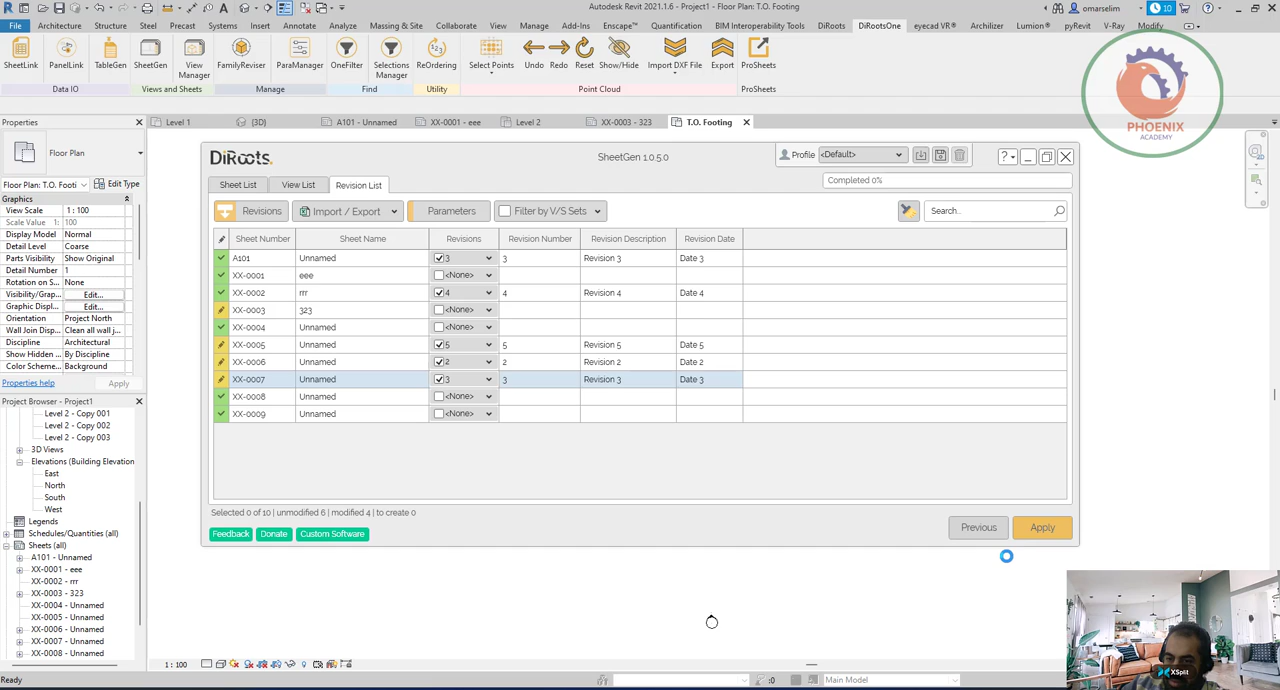 Autodesk Revit 2021.1.6 - Project1 - Floor Plan: T.O. Footing
omarselim
10
File Architecture Structure Steel Precast Systems Insert Annotate Analyze Massing & Site Collaborate View Manage Add-Ins Enscape™ Quantification BIM Interoperability Tools DiRoots DiRootsOne eyecad VR® Archilizer Lumion® pyRevit V-Ray Modify
SheetLink PanelLink TableGen SheetGen View Manager FamilyReviser ParaManager OneFilter Selections Manager ReOrdering Select Points Undo Redo Reset Show/Hide Import DXF File Export ProSheets
Data IO Views and Sheets Manage Find Utility Point Cloud ProSheets
PHOENIX
ACADEMY
Properties
Level 1 {3D} A101 - Unnamed XX-0001 - eee Level 2 XX-0003 - 323 T.O. Footing
Floor Plan
Floor Plan: T.O. Footi Edit Type
Graphics
View Scale 1 : 100
Scale Value 1: 100
Display Model Normal
Detail Level Coarse
Parts Visibility Show Original
Detail Number 1
Rotation on S... None
Visibility/Grap... Edit...
Graphic Displ... Edit...
Orientation Project North
Wall Join Disp... Clean all wall j...
Discipline Architectural
Show Hidden ... By Discipline
Color Scheme... Background
Properties help Apply
Project Browser - Project1
Level 2 - Copy 001
Level 2 - Copy 002
Level 2 - Copy 003
3D Views
Elevations (Building Elevation
East
North
South
West
Legends
Schedules/Quantities (all)
Sheets (all)
A101 - Unnamed
XX-0001 - eee
XX-0002 - rrr
XX-0003 - 323
XX-0004 - Unnamed
XX-0005 - Unnamed
XX-0006 - Unnamed
XX-0007 - Unnamed
XX-0008 - Unnamed
DiRoots.
SheetGen 1.0.5.0
Profile <Default>
?
Sheet List View List Revision List
Completed 0%
Revisions Import / Export Parameters Filter by V/S Sets Search..
Sheet Number Sheet Name Revisions Revision Number Revision Description Revision Date
A101 Unnamed 3 3 Revision 3 Date 3
XX-0001 eee <None>
XX-0002 rrr 4 4 Revision 4 Date 4
XX-0003 323 <None>
XX-0004 Unnamed <None>
XX-0005 Unnamed 5 5 Revision 5 Date 5
XX-0006 Unnamed 2 2 Revision 2 Date 2
XX-0007 Unnamed 3 3 Revision 3 Date 3
XX-0008 Unnamed <None>
XX-0009 Unnamed <None>
Selected 0 of 10 | unmodified 6 | modified 4 | to create 0
Feedback Donate Custom Software
Previous Apply
XSplit
1 : 100
Ready
:0 Main Model